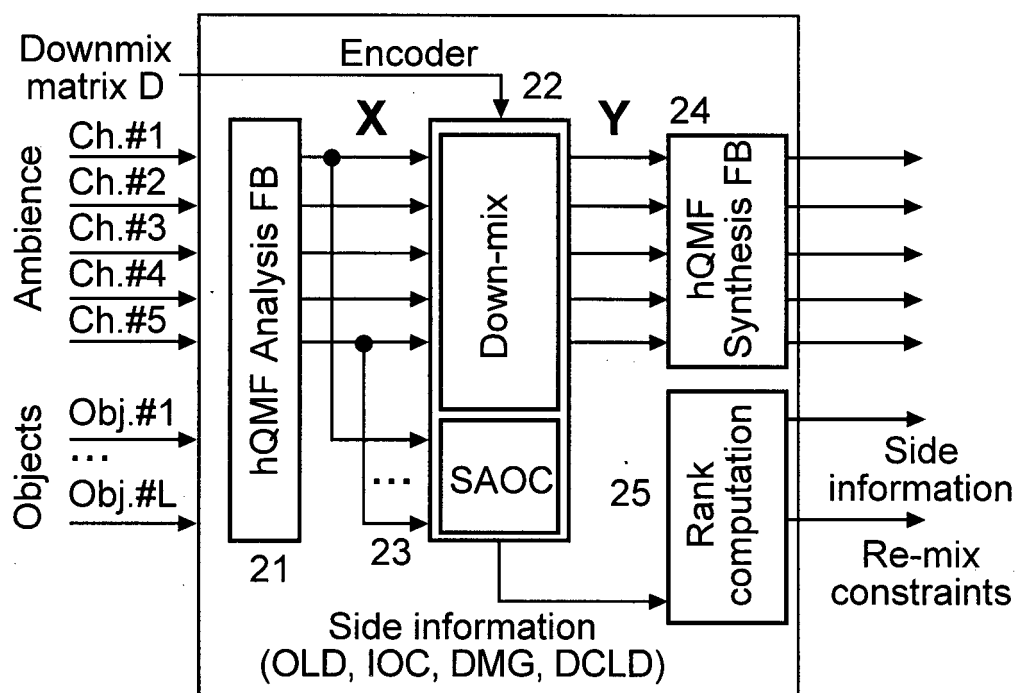 Downmix
matrix D
Encoder
22
X
Y
24
Ambience
Ch.#1
Ch.#2
Ch.#3
Ch.#4
Ch.#5
hQMF Analysis FB
Down-mix
hQMF
Synthesis FB
Objects
Obj.#1
...
Obj.#L
...
SAOC
25
Rank
computation
Side
information
21
23
Re-mix
constraints
Side information
(OLD, IOC, DMG, DCLD)